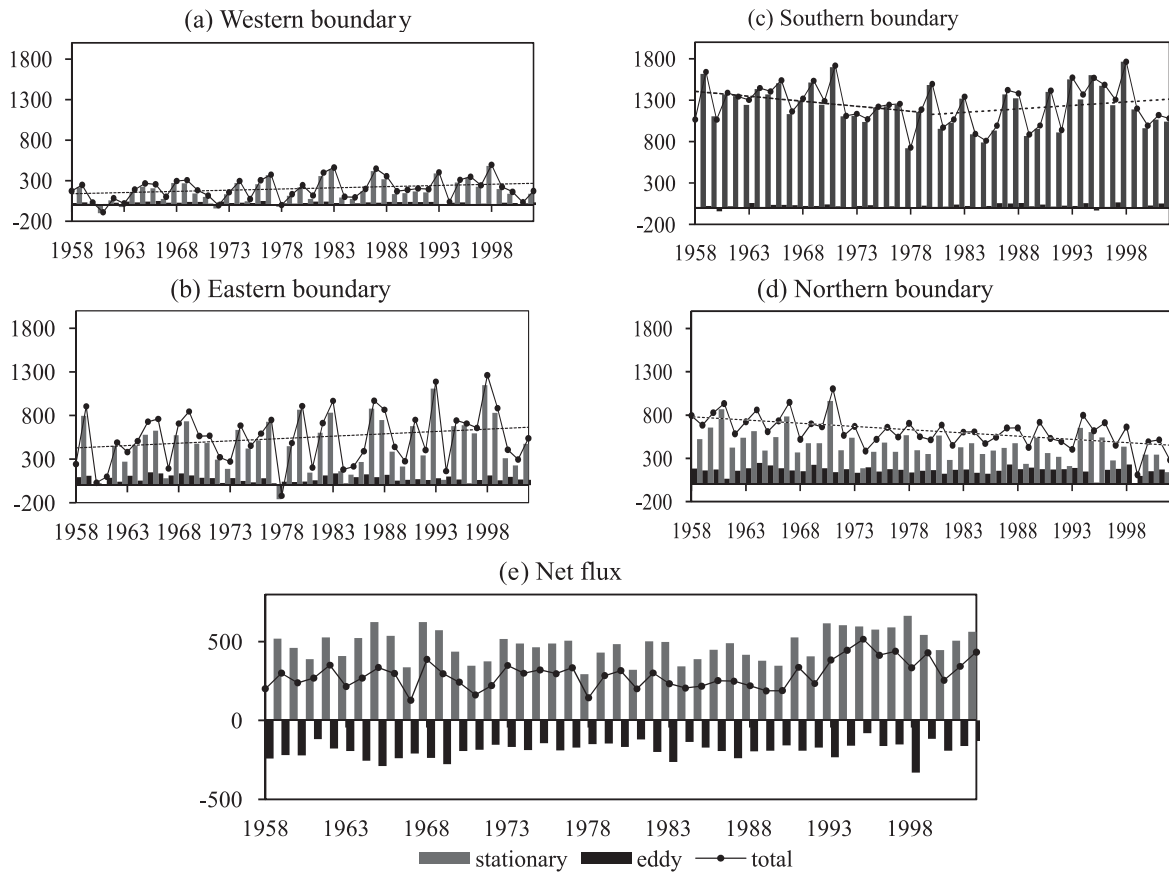 (a) Western boundary
1800
1300
800
300
-200
1958 1963 1968 1973 1978 1983 1988 1993 1998
(c) Southern boundary
1800
1300
800
300
-200
1958 1963 1968 1973 1978 1983 1988 1993 1998
(b) Eastern boundary
1800
1300
800
300
-200
1958 1963 1968 1973 1978 1983 1988 1993 1998
(d) Northern boundary
1800
1300
800
300
-200
1958 1963 1968 1973 1978 1983 1988 1993 1998
(e) Net flux
500
0
-500
1958 1963 1968 1973 1978 1983 1988 1993 1998
stationary eddy total